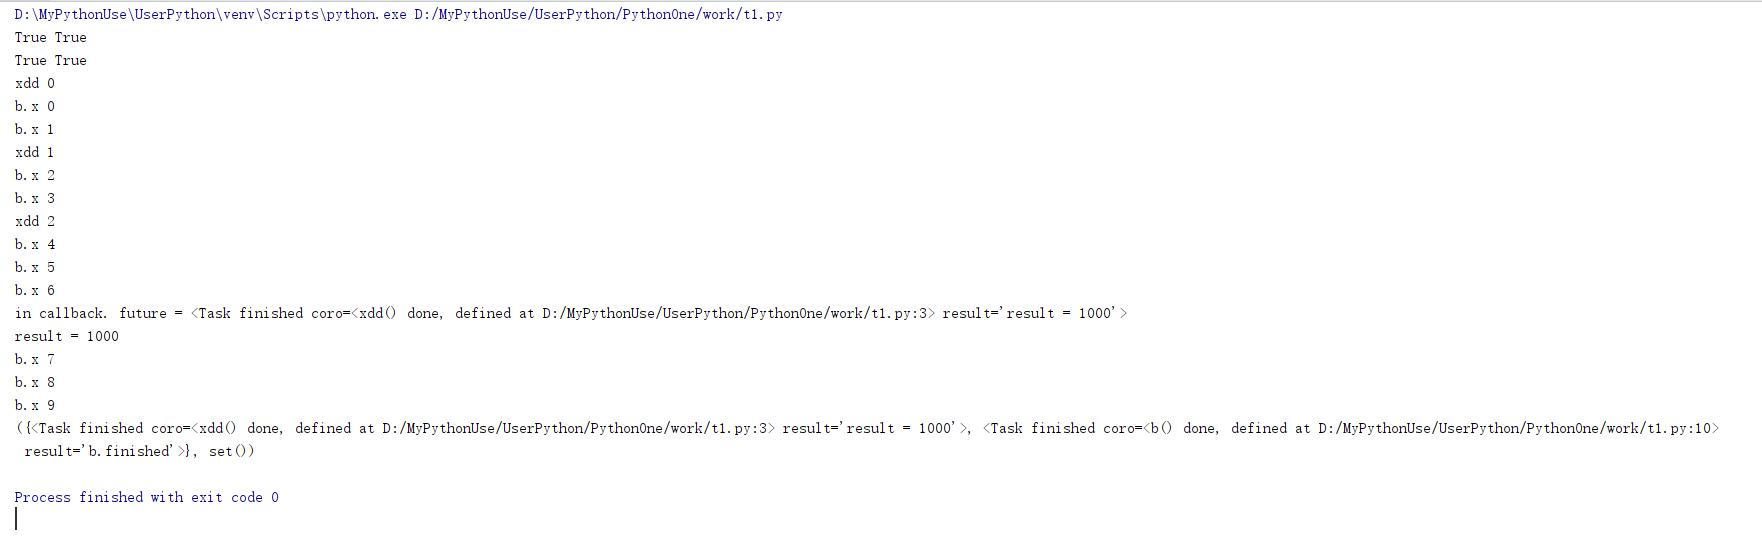 D:\MyPythonUse\UserPython\venv\Scripts\python.exe D:/MyPythonUse/UserPython/PythonOne/work/t1.py
True True
True True
xdd 0
b.x 0
b.x 1
xdd 1
b.x 2
b.x 3
xdd 2
b.x 4
b.x 5
b.x 6
in callback. future = <Task finished coro=<xdd() done, defined at D:/MyPythonUse/UserPython/PythonOne/work/t1.py:3> result='result = 1000'>
result = 1000
b.x 7
b.x 8
b.x 9
({<Task finished coro=<xdd() done, defined at D:/MyPythonUse/UserPython/PythonOne/work/t1.py:3> result='result = 1000'>, <Task finished coro=<b() done, defined at D:/MyPythonUse/UserPython/PythonOne/work/t1.py:10>
result='b.finished'>}, set())
Process finished with exit code 0